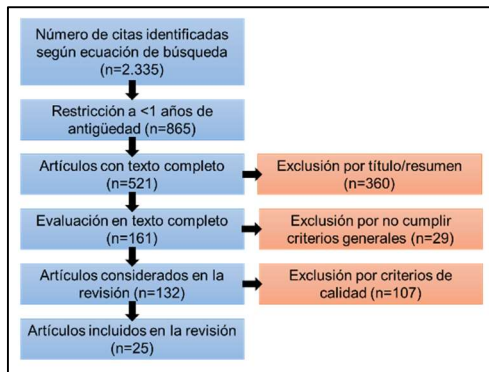 Número de citas identificadas
según ecuación de búsqueda
(n=2.335)
Restricción a <1 años de
antigüedad (n=865)
Artículos con texto completo
(n=521)
Exclusión por título/resumen
(n=360)
Evaluación en texto completo
(n=161)
Exclusión por no cumplir
criterios generales (n=29)
Artículos considerados en la
revisión (n=132)
Exclusión por criterios de
calidad (n=107)
Artículos incluidos en la revisión
(n=25)